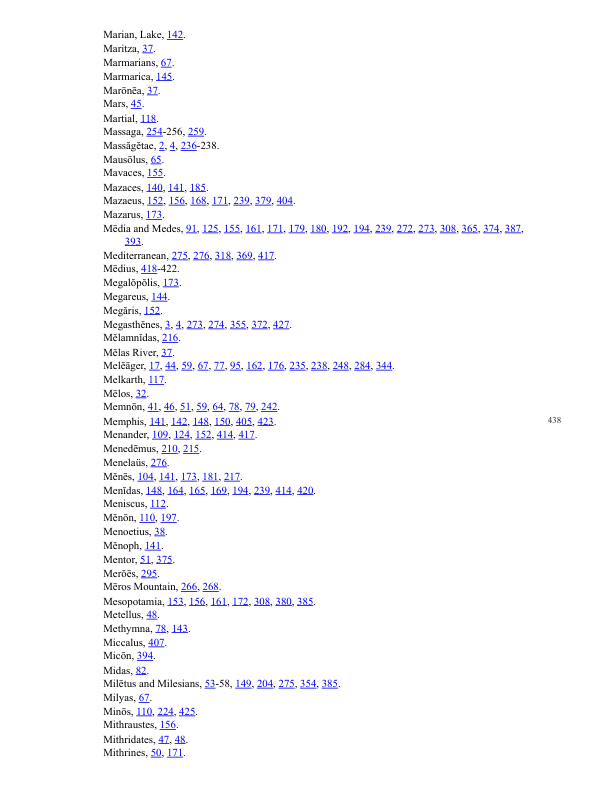 Marian, Lake, 142.
Maritza, 37.
Marmarians, 67.
Marmarica, 145.
Marōnēa, 37.
Mars, 45.
Martial, 118.
Massaga, 254-256, 259.
Massăgĕtae, 2, 4, 236-238.
Mausōlus, 65.
Mavaces, 155.
Mazaces, 140, 141, 185.
Mazaeus, 152, 156, 168, 171, 239, 379, 404.
Mazarus, 173.
Mēdia and Medes, 91, 125, 155, 161, 171, 179, 180, 192, 194, 239, 272, 273, 308, 365, 374, 387,
393.
Mediterranean, 275, 276, 318, 369, 417.
Mēdius, 418-422.
Megalŏpŏlis, 173.
Megareus, 144.
Megăris, 152.
Megasthĕnes, 3, 4, 273, 274, 355, 372, 427.
Mĕlamnīdas, 216.
Mĕlas River, 37.
Melĕāger, 17, 44, 59, 67, 77, 95, 162, 176, 235, 238, 248, 284, 344.
Melkarth, 117.
Mēlos, 32.
Memnōn, 41, 46, 51, 59, 64, 78, 79, 242.
Memphis, 141, 142, 148, 150, 405, 423.
438
Menander, 109, 124, 152, 414, 417.
Menedēmus, 210, 215.
Menelaüs, 276.
Mĕnēs, 104, 141, 173, 181, 217.
Menīdas, 148, 164, 165, 169, 194, 239, 414, 420.
Meniscus, 112.
Mĕnōn, 110, 197.
Menoetius, 38.
Mēnoph, 141.
Mentor, 51, 375.
Merŏēs, 295.
Mēros Mountain, 266, 268.
Mesopotamia, 153, 156, 161, 172, 308, 380, 385.
Metellus, 48.
Methymna, 78, 143.
Miccalus, 407.
Micōn, 394.
Midas, 82.
Milētus and Milesians, 53-58, 149, 204, 275, 354, 385.
Milyas, 67.
Minōs, 110, 224, 425.
Mithraustes, 156.
Mithridates, 47, 48.
Mithrines, 50, 171.